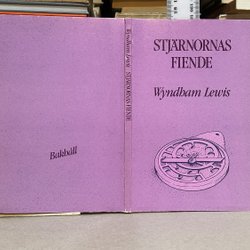 STJÄRNORNAS
FIENDE
Wyndham Lewis
Wyndham Lewis STJÄRNORNAS FIENDE
Bakhåll